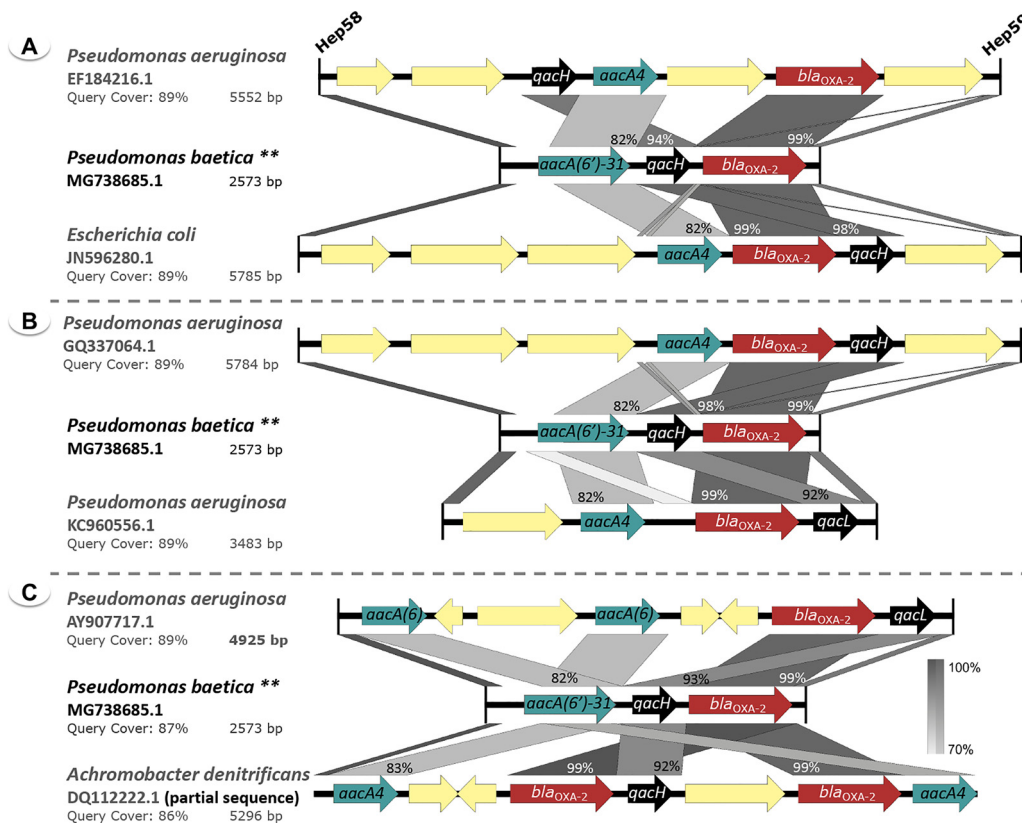 Hep58
Hep59
A
Pseudomonas aeruginosa
EF184216.1
Query Cover: 89% 5552 bp
qacH aacA4 blaOXA-2
82% 94% 99%
Pseudomonas baetica **
MG738685.1 2573 bp
aacA(6')-31 qacH blaOXA-2
Escherichia coli
JN596280.1
Query Cover: 89% 5785 bp
82% 99% 98%
aacA4 blaOXA-2 qacH
B
Pseudomonas aeruginosa
GQ337064.1
Query Cover: 89% 5784 bp
aacA4 blaOXA-2 qacH
82% 98% 99%
Pseudomonas baetica **
MG738685.1 2573 bp
aacA(6')-31 qacH blaOXA-2
Pseudomonas aeruginosa
KC960556.1
Query Cover: 89% 3483 bp
82% 99% 92%
aacA4 blaOXA-2 qacL
C
Pseudomonas aeruginosa
AY907717.1
Query Cover: 89% 4925 bp
aacA(6) aacA(6) blaOXA-2 qacL
82% 93% 99%
Pseudomonas baetica **
MG738685.1
Query Cover: 87% 2573 bp
aacA(6')-31 qacH blaOXA-2
100%
70%
Achromobacter denitrificans
DQ112222.1 (partial sequence)
Query Cover: 86% 5296 bp
83% 99% 92% 99%
aacA4 blaOXA-2 qacH blaOXA-2 aacA4